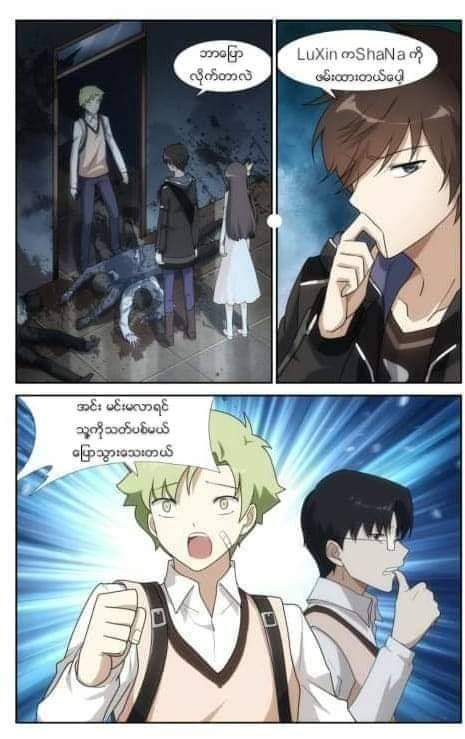 ဘာပြော
လိုက်တာလဲ
LuXin ကShaNa ကို
ဖမ်းထားတယ်ပေါ့
အင်း မင်းမလာရင်
သူ့ကိုသတ်ပစ်မယ်
ပြောသွားသေးတယ်